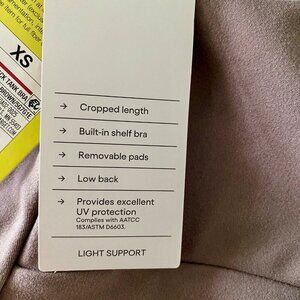 XS
→ Cropped length
→ Built-in shelf bra
→ Removable pads
→ Low back
→ Provides excellent
UV protection
Complies with AATCC
183/ASTM D6603.
LIGHT SUPPORT